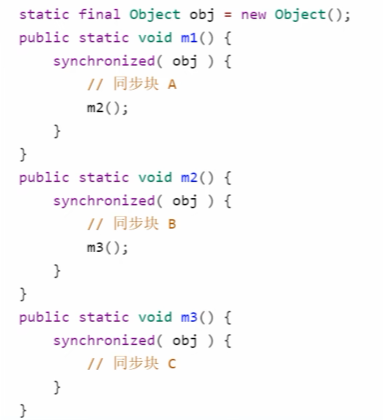 static final Object obj = new Object();
public static void m1() {
    synchronized( obj ) {
        // 同步块 A
        m2();
    }
}
public static void m2() {
    synchronized( obj ) {
        // 同步块 B
        m3();
    }
}
public static void m3() {
    synchronized( obj ) {
        // 同步块 C
    }
}